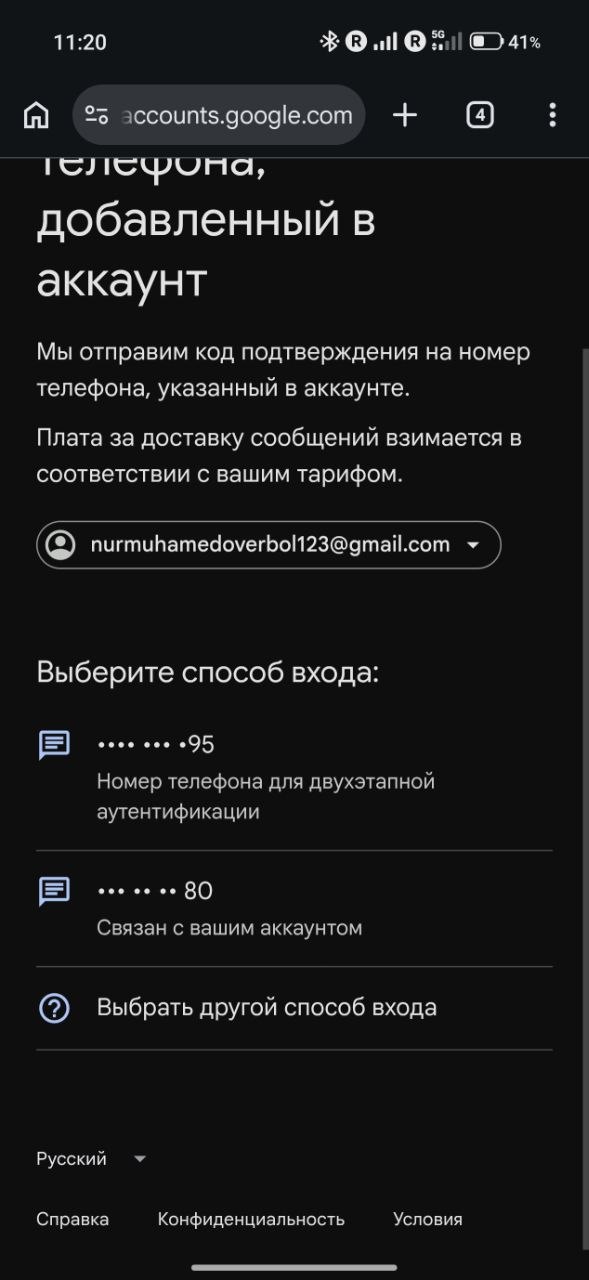 11:20
R
R
5G
41%
accounts.google.com
4
телефона,
добавленный в
аккаунт
Мы отправим код подтверждения на номер
телефона, указанный в аккаунте.
Плата за доставку сообщений взимается в
соответствии с вашим тарифом.
nurmuhamedoverbol123@gmail.com
Выберите способ входа:
•••• ••• •95
Номер телефона для двухэтапной
аутентификации
••• •• •• 80
Связан с вашим аккаунтом
Выбрать другой способ входа
Русский
Справка Конфиденциальность Условия